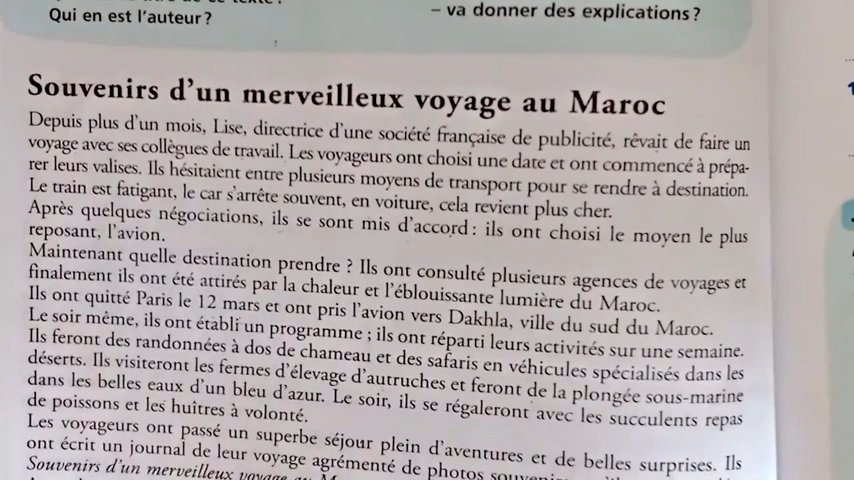 Qui en est l'auteur ?
– va donner des explications ?
Souvenirs d'un merveilleux voyage au Maroc
Depuis plus d'un mois, Lise, directrice d'une société française de publicité, rêvait de faire un
voyage avec ses collègues de travail. Les voyageurs ont choisi une date et ont commencé à prépa-
rer leurs valises. Ils hésitaient entre plusieurs moyens de transport pour se rendre à destination.
Le train est fatigant, le car s'arrête souvent, en voiture, cela revient plus cher.
Après quelques négociations, ils se sont mis d'accord : ils ont choisi le moyen le plus
reposant, l'avion.
Maintenant quelle destination prendre ? Ils ont consulté plusieurs agences de voyages et
finalement ils ont été attirés par la chaleur et l'éblouissante lumière du Maroc.
Ils ont quitté Paris le 12 mars et ont pris l'avion vers Dakhla, ville du sud du Maroc.
Le soir même, ils ont établi un programme ; ils ont réparti leurs activités sur une semaine.
Ils feront des randonnées à dos de chameau et des safaris en véhicules spécialisés dans les
déserts. Ils visiteront les fermes d'élevage d'autruches et feront de la plongée sous-marine
dans les belles eaux d'un bleu d'azur. Le soir, ils se régaleront avec les succulents repas
de poissons et les huîtres à volonté.
Les voyageurs ont passé un superbe séjour plein d'aventures et de belles surprises. Ils
ont écrit un journal de leur voyage agrémenté de photos
Souvenirs d'un merveilleux voyage au